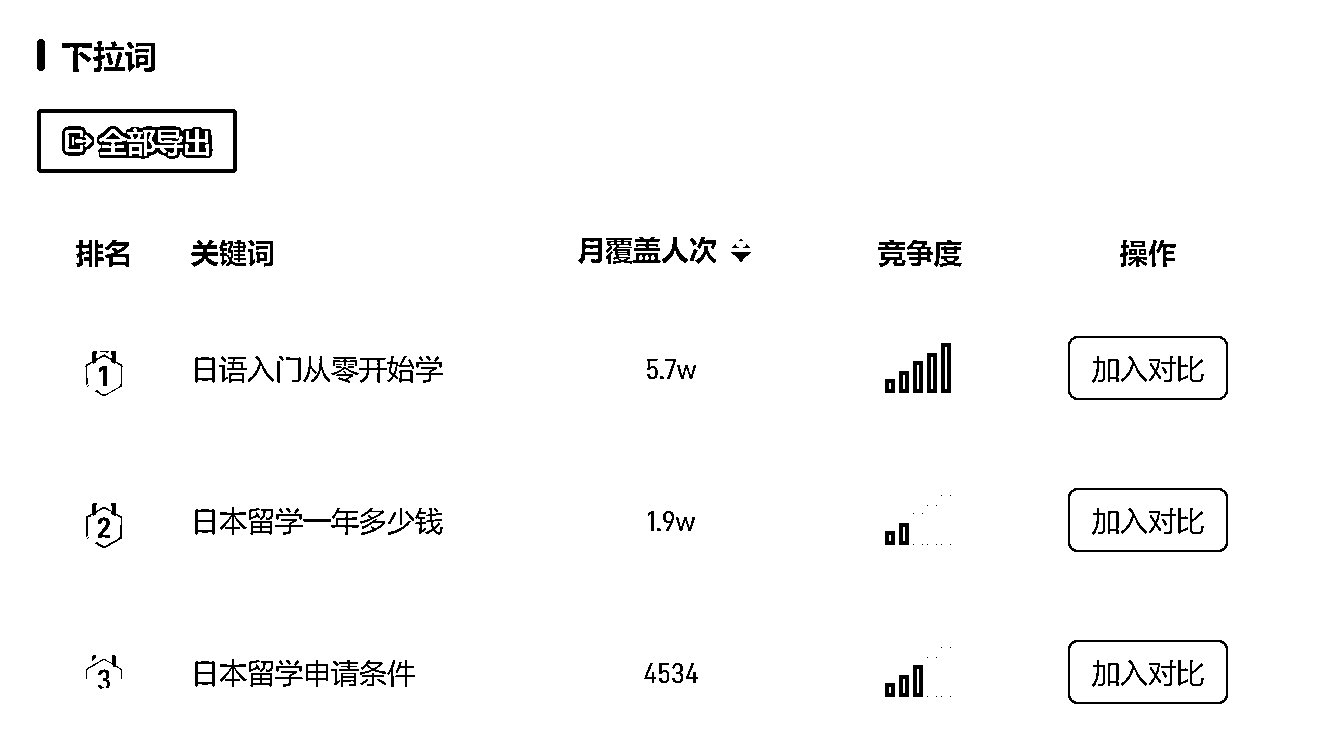 下拉词
全部导出
排名 关键词 月覆盖人次 竞争度 操作
1 日语入门从零开始学 5.7w 加入对比
2 日本留学一年多少钱 1.9w 加入对比
3 日本留学申请条件 4534 加入对比